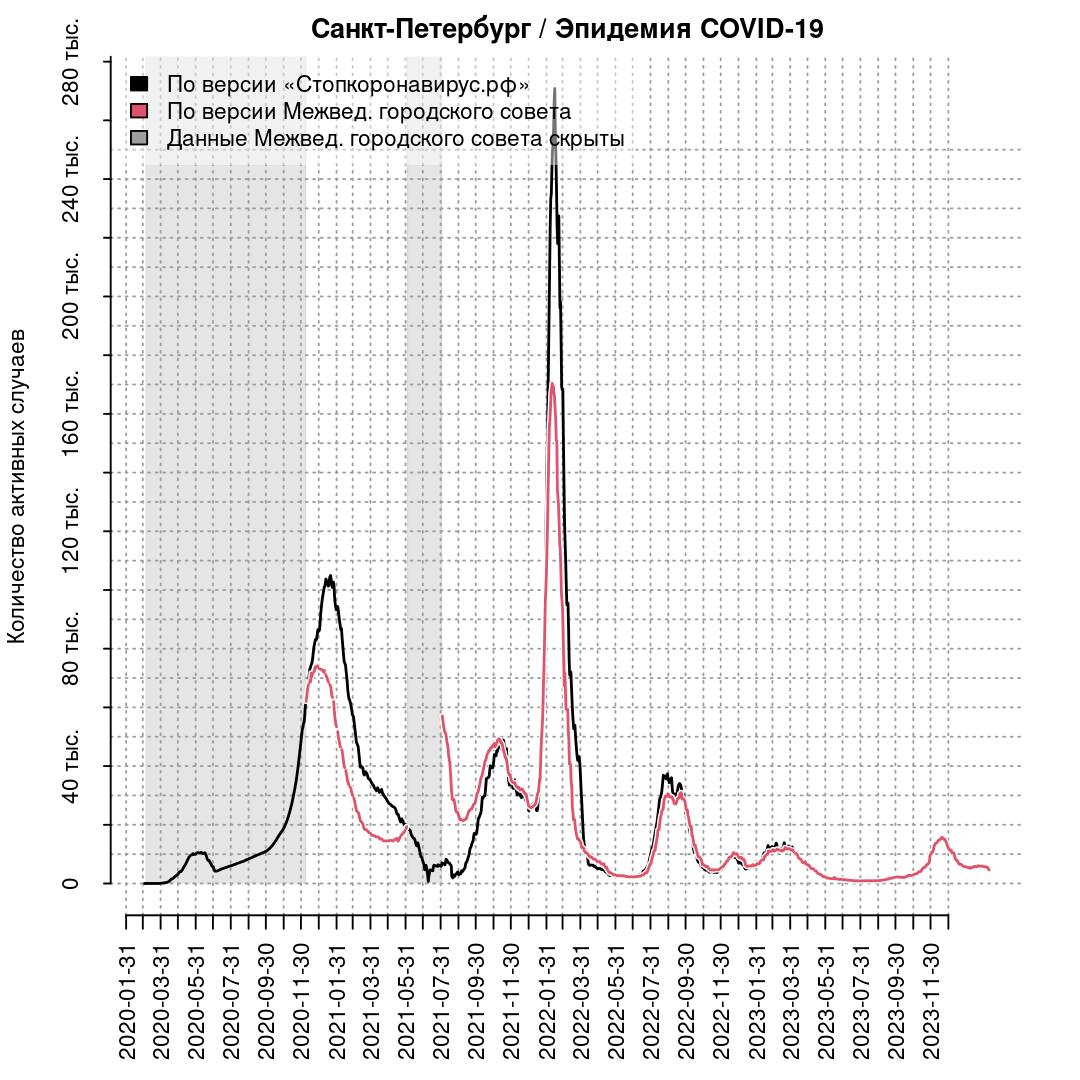 Санкт-Петербург / Эпидемия COVID-19
По версии «Стопкоронавирус.рф»
По версии Межвед. городского совета
Данные Межвед. городского совета скрыты
Количество активных случаев
280 тыс.
240 тыс.
200 тыс.
160 тыс.
120 тыс.
80 тыс.
40 тыс.
0
2020-01-31
2020-03-31
2020-05-31
2020-07-31
2020-09-30
2020-11-30
2021-01-31
2021-03-31
2021-05-31
2021-07-31
2021-09-30
2021-11-30
2022-01-31
2022-03-31
2022-05-31
2022-07-31
2022-09-30
2022-11-30
2023-01-31
2023-03-31
2023-05-31
2023-07-31
2023-09-30
2023-11-30